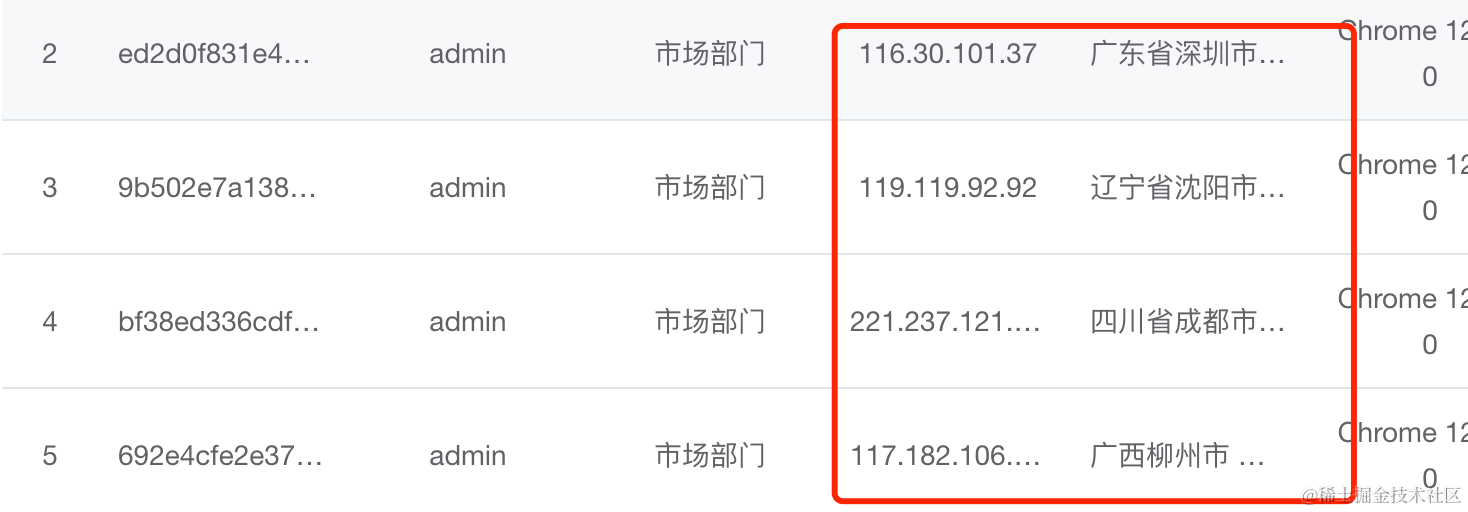 2 ed2d0f831e4... admin 市场部门 116.30.101.37 广东省深圳市... Chrome 12
0
3 9b502e7a138... admin 市场部门 119.119.92.92 辽宁省沈阳市... Chrome 12
0
4 bf38ed336cdf... admin 市场部门 221.237.121.... 四川省成都市... Chrome 12
0
5 692e4cfe2e37... admin 市场部门 117.182.106.... 广西柳州市 ... Chrome 12
0
@稀土掘金技术社区